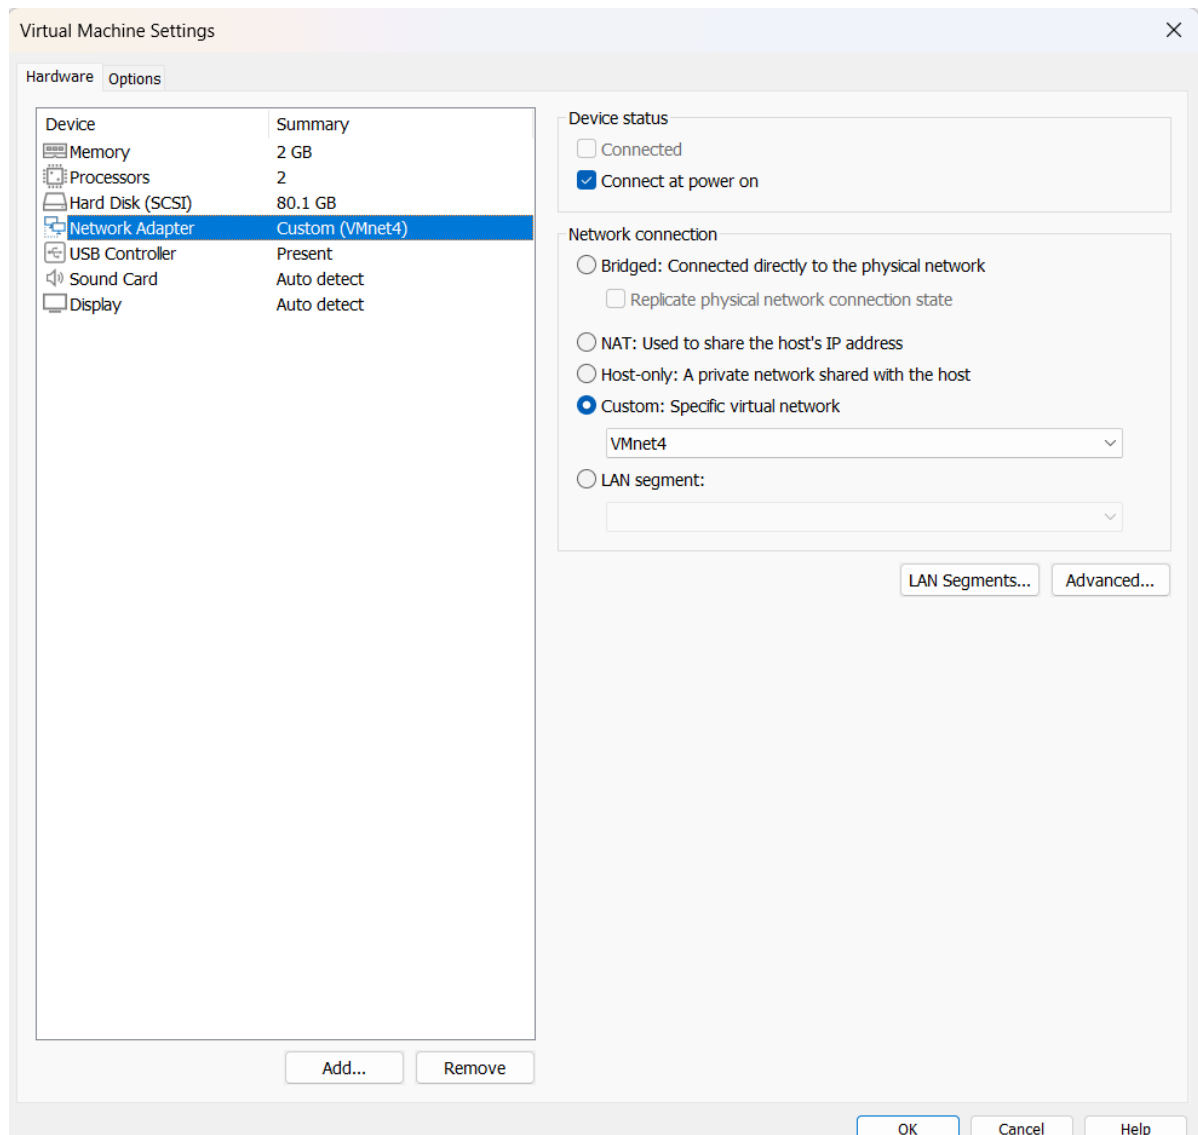 Virtual Machine Settings
Hardware Options
Device Summary
Memory 2 GB
Processors 2
Hard Disk (SCSI) 80.1 GB
Network Adapter Custom (VMnet4)
USB Controller Present
Sound Card Auto detect
Display Auto detect
Add... Remove
Device status
Connected
Connect at power on
Network connection
Bridged: Connected directly to the physical network
Replicate physical network connection state
NAT: Used to share the host's IP address
Host-only: A private network shared with the host
Custom: Specific virtual network
VMnet4
LAN segment:
LAN Segments... Advanced...
OK Cancel Help